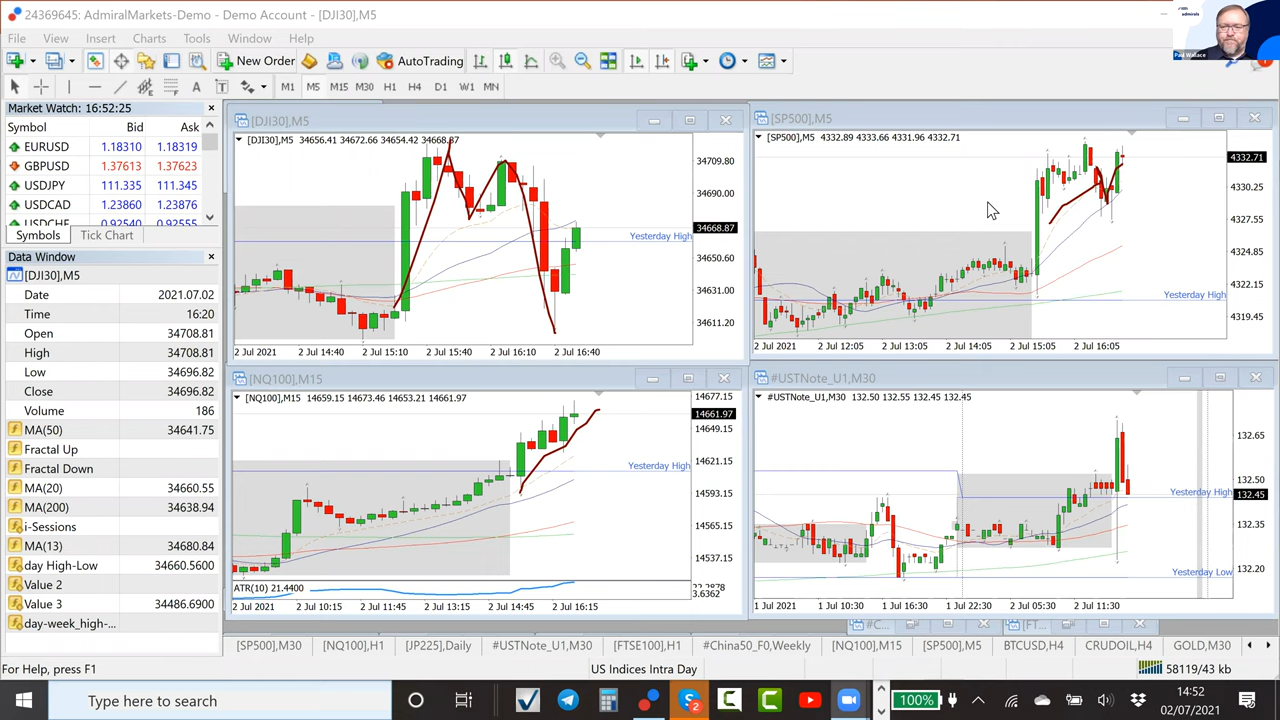 24369645: AdmiralMarkets-Demo - Demo Account - [DJI30],M5
admirals
Paul Wallace
File View Insert Charts Tools Window Help
New Order AutoTrading
M1 M5 M15 M30 H1 H4 D1 W1 MN
Market Watch: 16:52:25
Symbol Bid Ask
EURUSD 1.18310 1.18319
GBPUSD 1.37613 1.37623
USDJPY 111.335 111.345
USDCAD 1.23860 1.23876
USDCHF 0.92555 0.92555
Symbols Tick Chart
Data Window
[DJI30],M5
Date 2021.07.02
Time 16:20
Open 34708.81
High 34708.81
Low 34696.82
Close 34696.82
Volume 186
MA(50) 34641.75
Fractal Up
Fractal Down
MA(20) 34660.55
MA(200) 34638.94
i-Sessions
MA(13) 34680.84
day High-Low 34660.5600
Value 2
Value 3 34486.6900
day-week_high-...
[DJI30],M5
[DJI30],M5 34656.41 34672.66 34654.42 34668.87
34709.80
34690.00
34668.87
Yesterday High
34650.60
34631.00
34611.20
2 Jul 2021 2 Jul 14:40 2 Jul 15:10 2 Jul 15:40 2 Jul 16:10 2 Jul 16:40
[SP500],M5
[SP500],M5 4332.89 4333.66 4331.96 4332.71
4332.71
4330.25
4327.55
4324.85
4322.15
Yesterday High
4319.45
2 Jul 2021 2 Jul 12:05 2 Jul 13:05 2 Jul 14:05 2 Jul 15:05 2 Jul 16:05
[NQ100],M15
[NQ100],M15 14659.15 14673.46 14653.21 14661.97
14677.15
14661.97
14649.15
14621.15
Yesterday High
14593.15
14565.15
14537.15
ATR(10) 21.4400
22.2878
3.6362
2 Jul 2021 2 Jul 10:15 2 Jul 11:45 2 Jul 13:15 2 Jul 14:45 2 Jul 16:15
#USTNote_U1,M30
#USTNote_U1,M30 132.50 132.55 132.45 132.45
132.65
132.50
Yesterday High
132.45
132.35
Yesterday Low
132.20
1 Jul 2021 1 Jul 10:30 1 Jul 16:30 1 Jul 22:30 2 Jul 05:30 2 Jul 11:30
#C... [FT...
[SP500],M30 [NQ100],H1 [JP225],Daily #USTNote_U1,M30 [FTSE100],H1 #China50_F0,Weekly [NQ100],M15 [SP500],M5 BTCUSD,H4 CRUDOIL,H4 GOLD,M30
For Help, press F1 US Indices Intra Day 58119/43 kb
Type here to search
2
100%
14:52
02/07/2021